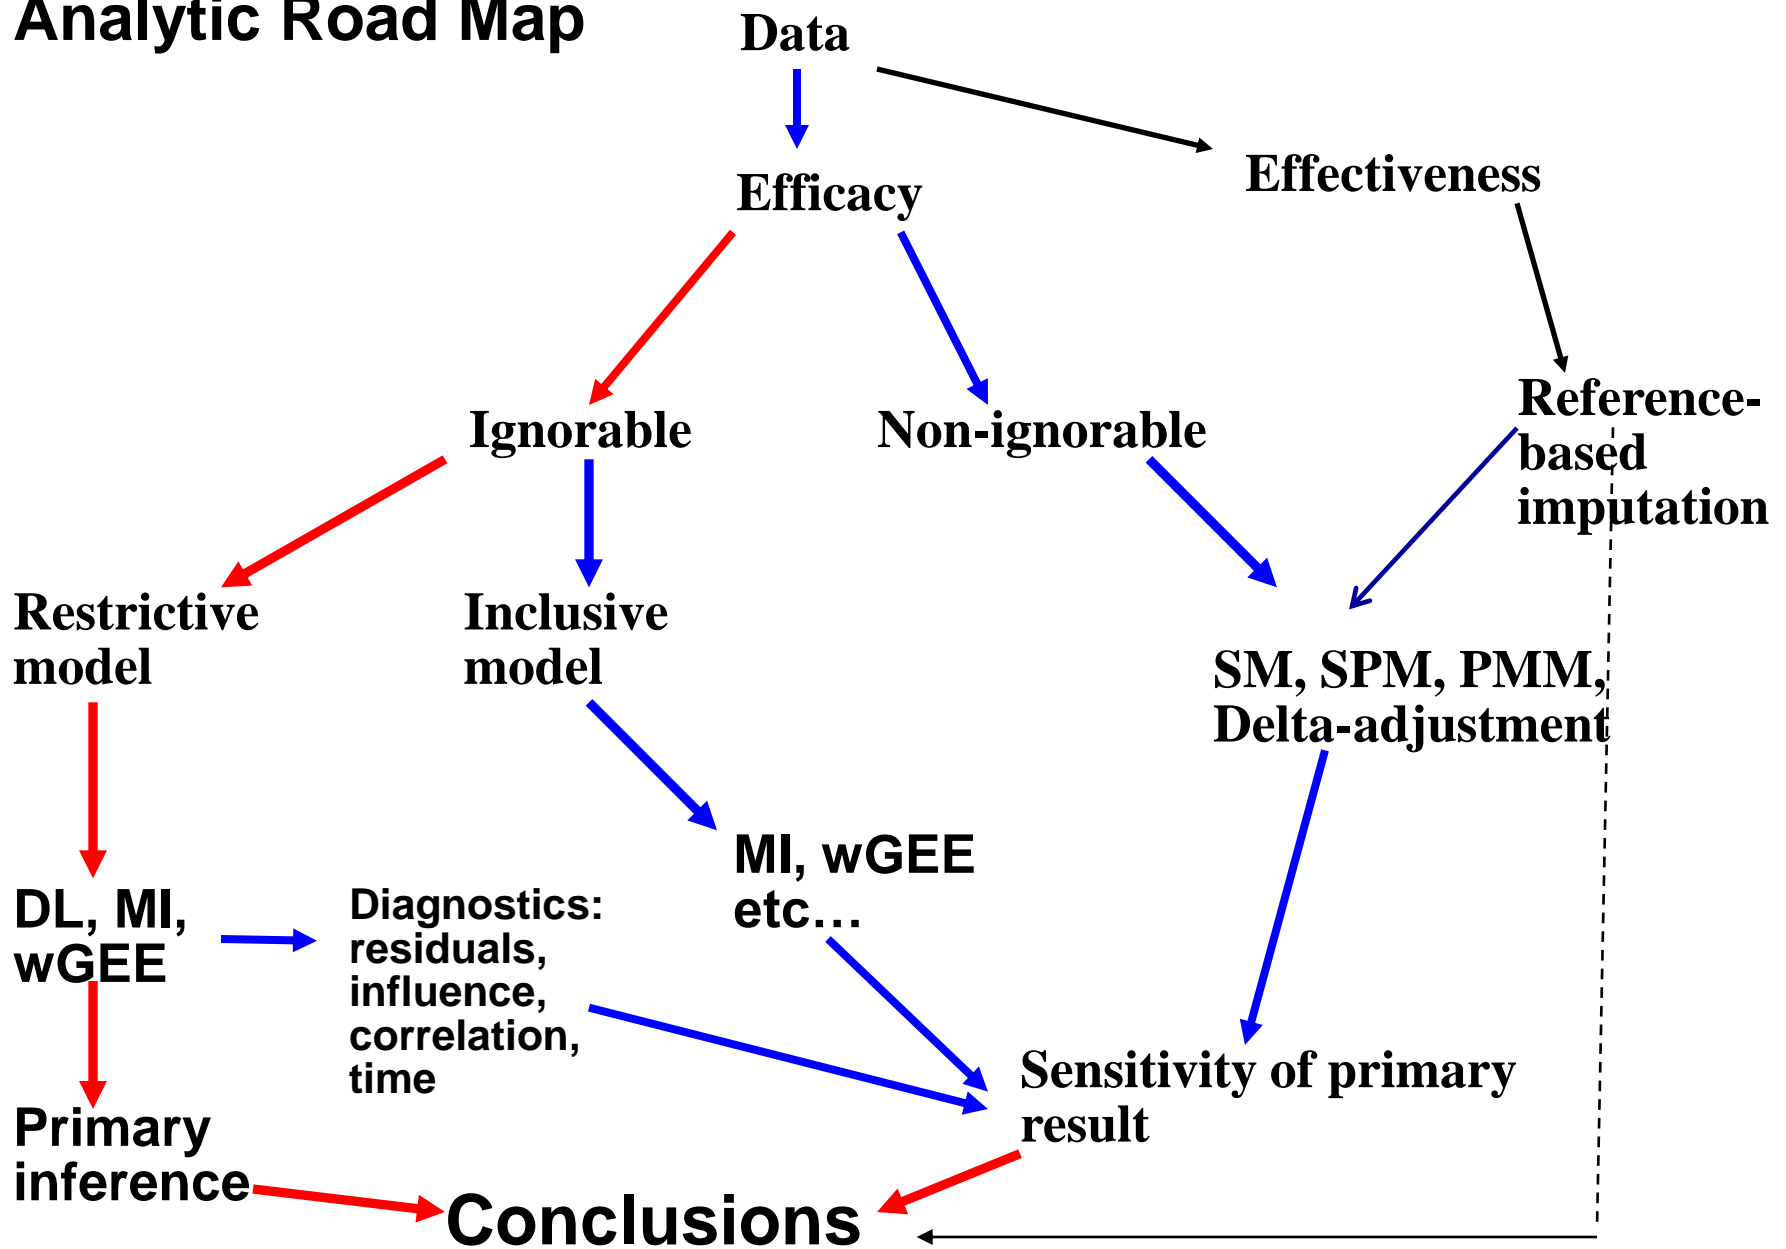 Analytic Road Map
Data
Effectiveness
Efficacy
Reference-
based
imputation
Ignorable
Non-ignorable
Restrictive
model
Inclusive
model
SM, SPM, PMM,
Delta-adjustment
MI, wGEE
etc…
DL, MI,
wGEE
Diagnostics:
residuals,
influence,
correlation,
time
Sensitivity of primary
result
Primary
inference
Conclusions